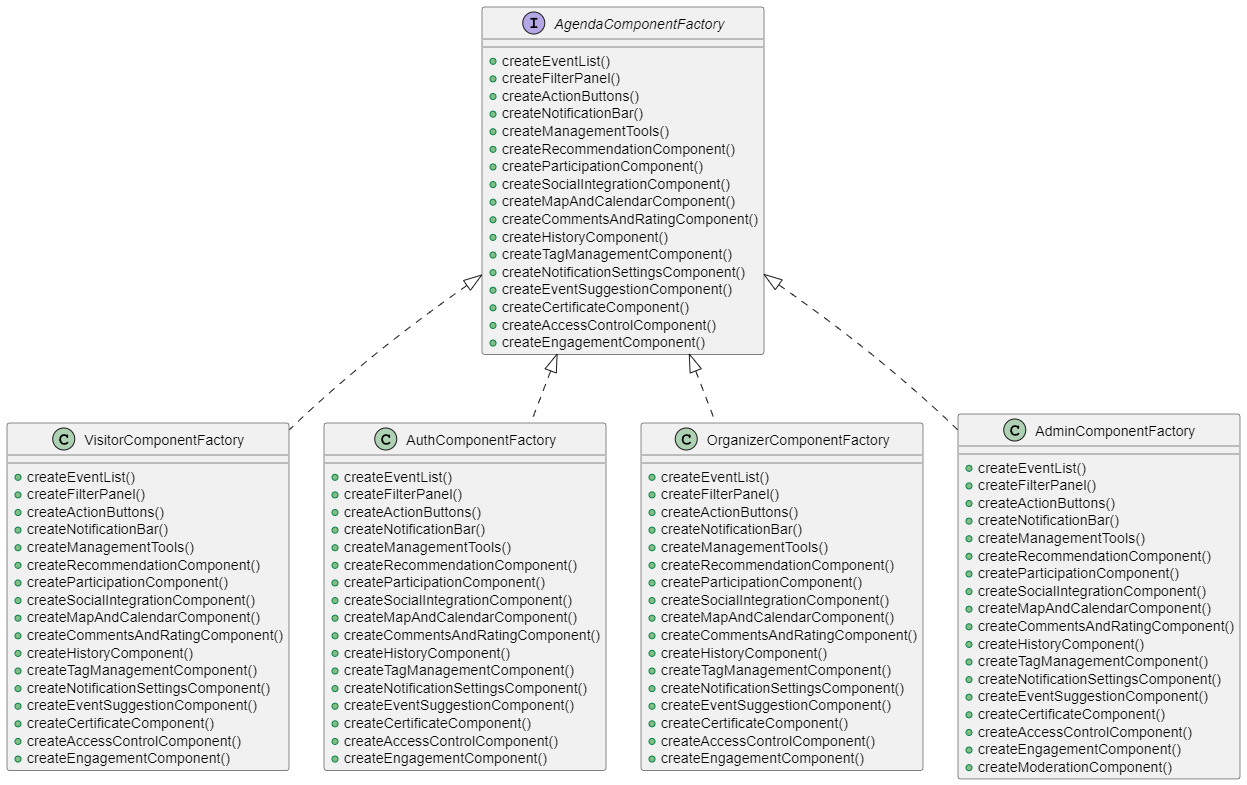 I AgendaComponentFactory
createEventList()
createFilterPanel()
createActionButtons()
createNotificationBar()
createManagementTools()
createRecommendationComponent()
createParticipationComponent()
createSocialIntegrationComponent()
createMapAndCalendarComponent()
createCommentsAndRatingComponent()
createHistoryComponent()
createTagManagementComponent()
createNotificationSettingsComponent()
createEventSuggestionComponent()
createCertificateComponent()
createAccessControlComponent()
createEngagementComponent()
C VisitorComponentFactory
createEventList()
createFilterPanel()
createActionButtons()
createNotificationBar()
createManagementTools()
createRecommendationComponent()
createParticipationComponent()
createSocialIntegrationComponent()
createMapAndCalendarComponent()
createCommentsAndRatingComponent()
createHistoryComponent()
createTagManagementComponent()
createNotificationSettingsComponent()
createEventSuggestionComponent()
createCertificateComponent()
createAccessControlComponent()
createEngagementComponent()
C AuthComponentFactory
createEventList()
createFilterPanel()
createActionButtons()
createNotificationBar()
createManagementTools()
createRecommendationComponent()
createParticipationComponent()
createSocialIntegrationComponent()
createMapAndCalendarComponent()
createCommentsAndRatingComponent()
createHistoryComponent()
createTagManagementComponent()
createNotificationSettingsComponent()
createEventSuggestionComponent()
createCertificateComponent()
createAccessControlComponent()
createEngagementComponent()
C OrganizerComponentFactory
createEventList()
createFilterPanel()
createActionButtons()
createNotificationBar()
createManagementTools()
createRecommendationComponent()
createParticipationComponent()
createSocialIntegrationComponent()
createMapAndCalendarComponent()
createCommentsAndRatingComponent()
createHistoryComponent()
createTagManagementComponent()
createNotificationSettingsComponent()
createEventSuggestionComponent()
createCertificateComponent()
createAccessControlComponent()
createEngagementComponent()
C AdminComponentFactory
createEventList()
createFilterPanel()
createActionButtons()
createNotificationBar()
createManagementTools()
createRecommendationComponent()
createParticipationComponent()
createSocialIntegrationComponent()
createMapAndCalendarComponent()
createCommentsAndRatingComponent()
createHistoryComponent()
createTagManagementComponent()
createNotificationSettingsComponent()
createEventSuggestionComponent()
createCertificateComponent()
createAccessControlComponent()
createEngagementComponent()
createModerationComponent()